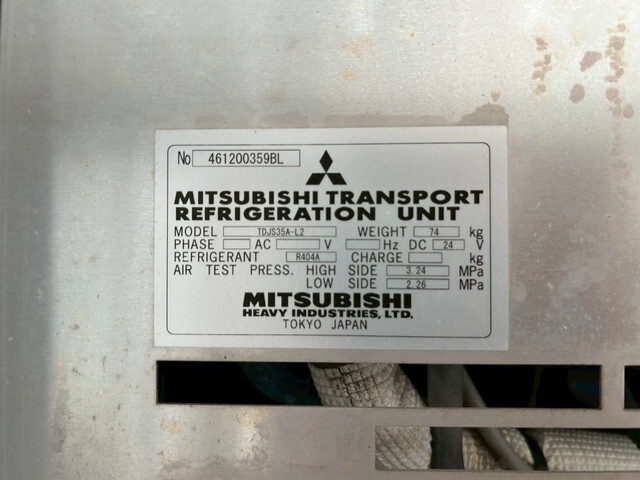 No 461200359BL
MITSUBISHI TRANSPORT
REFRIGERATION UNIT
MODEL TDJS35A-L2 WEIGHT 74 kg
PHASE AC V Hz DC 24 V
REFRIGERANT R404A CHARGE kg
AIR TEST PRESS. HIGH SIDE 3.24 MPa
LOW SIDE 2.26 MPa
MITSUBISHI
HEAVY INDUSTRIES, LTD.
TOKYO JAPAN